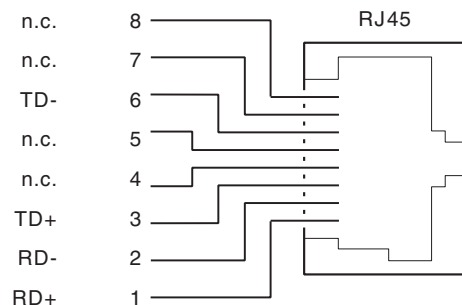 RJ45
n.c. 8
n.c. 7
TD- 6
n.c. 5
n.c. 4
TD+ 3
RD- 2
RD+ 1